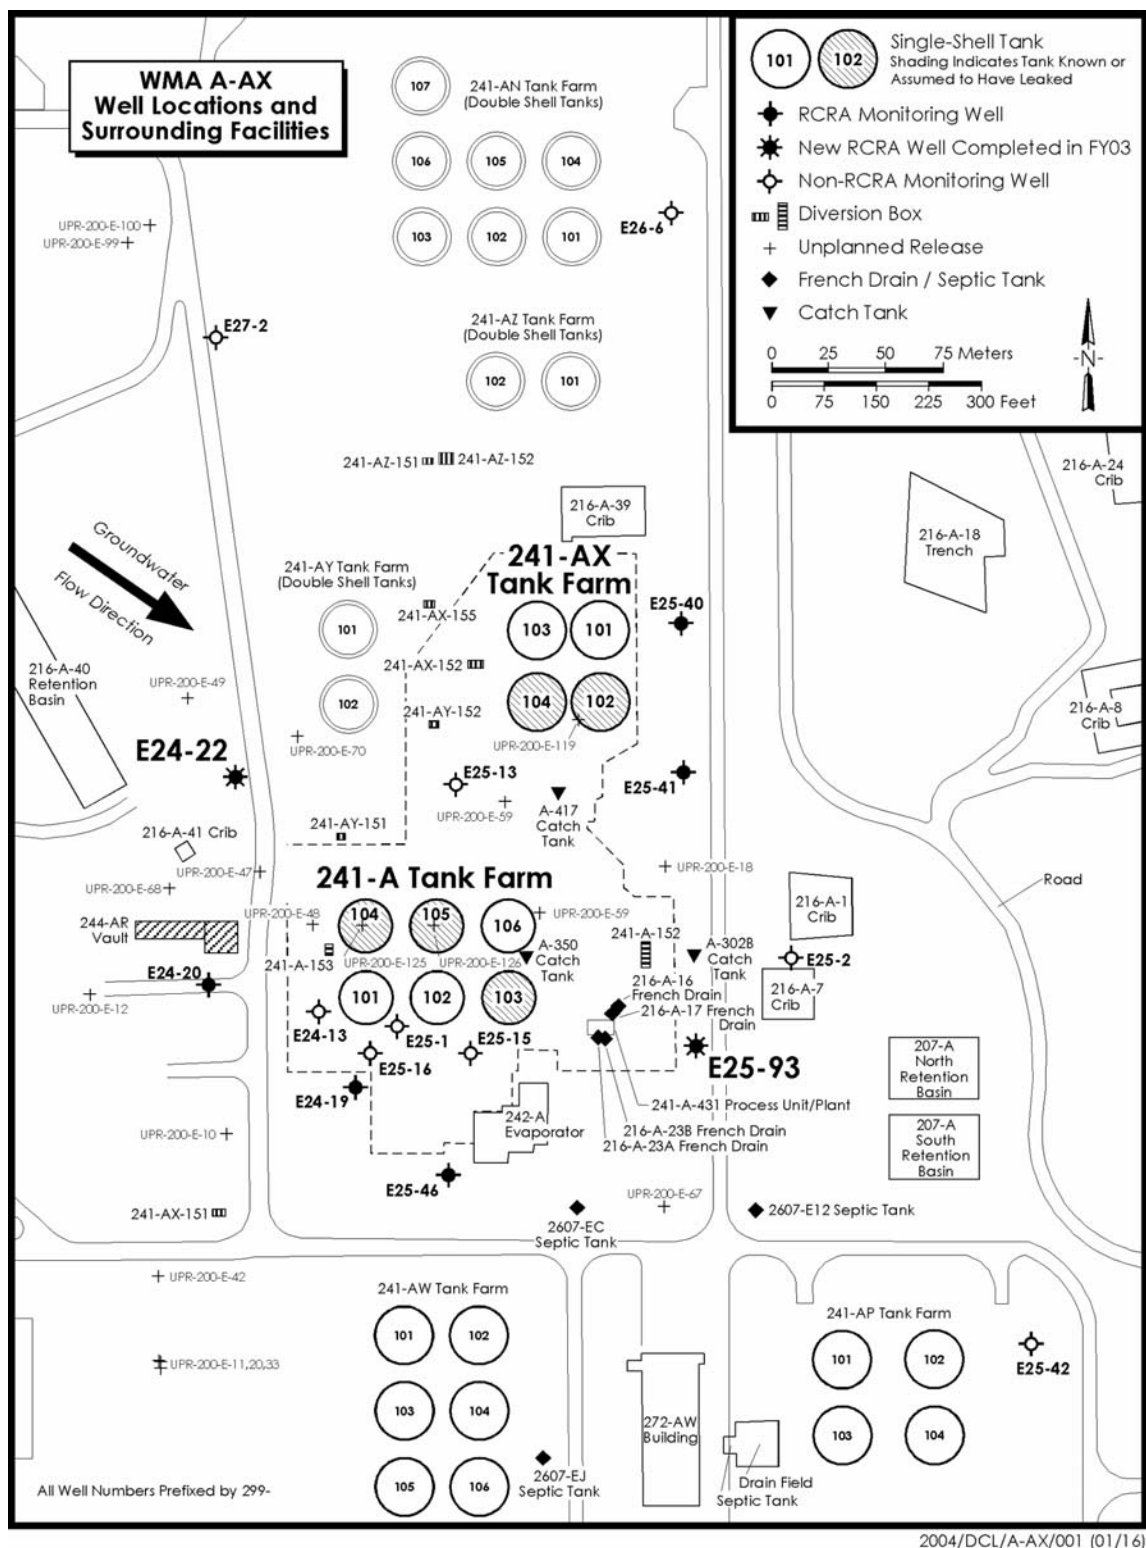 WMA A-AX
Well Locations and
Surrounding Facilities
101
102
Single-Shell Tank
Shading Indicates Tank Known or
Assumed to Have Leaked
RCRA Monitoring Well
New RCRA Well Completed in FY03
Non-RCRA Monitoring Well
Diversion Box
Unplanned Release
French Drain / Septic Tank
Catch Tank
0 25 50 75 Meters
0 75 150 225 300 Feet
-N-
107
241-AN Tank Farm
(Double Shell Tanks)
106
105
104
103
102
101
E26-6
UPR-200-E-100
UPR-200-E-99
E27-2
241-AZ Tank Farm
(Double Shell Tanks)
102
101
241-AZ-151
241-AZ-152
216-A-39
Crib
216-A-24
Crib
216-A-18
Trench
Groundwater
Flow Direction
241-AY Tank Farm
(Double Shell Tanks)
101
102
241-AX
Tank Farm
103
101
104
102
241-AX-155
241-AX-152
241-AY-152
E25-40
216-A-40
Retention
Basin
UPR-200-E-49
216-A-8
Crib
UPR-200-E-70
UPR-200-E-119
E24-22
E25-13
E25-41
UPR-200-E-59
A-417
Catch
Tank
241-AY-151
216-A-41 Crib
UPR-200-E-47
UPR-200-E-68
UPR-200-E-18
Road
241-A Tank Farm
216-A-1
Crib
244-AR
Vault
UPR-200-E-48
104
105
106
UPR-200-E-59
241-A-152
241-A-153
UPR-200-E-125
UPR-200-E-126
A-350
Catch
Tank
A-302B
Catch
Tank
E25-2
E24-20
216-A-7
Crib
UPR-200-E-12
101
102
103
216-A-16
French Drain
216-A-17 French
Drain
E24-13
E25-1
E25-15
E25-16
E25-93
207-A
North
Retention
Basin
E24-19
241-A-431 Process Unit/Plant
242-A
Evaporator
216-A-23B French Drain
216-A-23A French Drain
207-A
South
Retention
Basin
UPR-200-E-10
E25-46
UPR-200-E-67
241-AX-151
2607-EC
Septic Tank
2607-E12 Septic Tank
UPR-200-E-42
241-AW Tank Farm
101
102
103
104
105
106
241-AP Tank Farm
101
102
103
104
E25-42
UPR-200-E-11,20,33
272-AW
Building
2607-EJ
Septic Tank
Drain Field
Septic Tank
All Well Numbers Prefixed by 299-
2004/DCL/A-AX/001 (01/16)